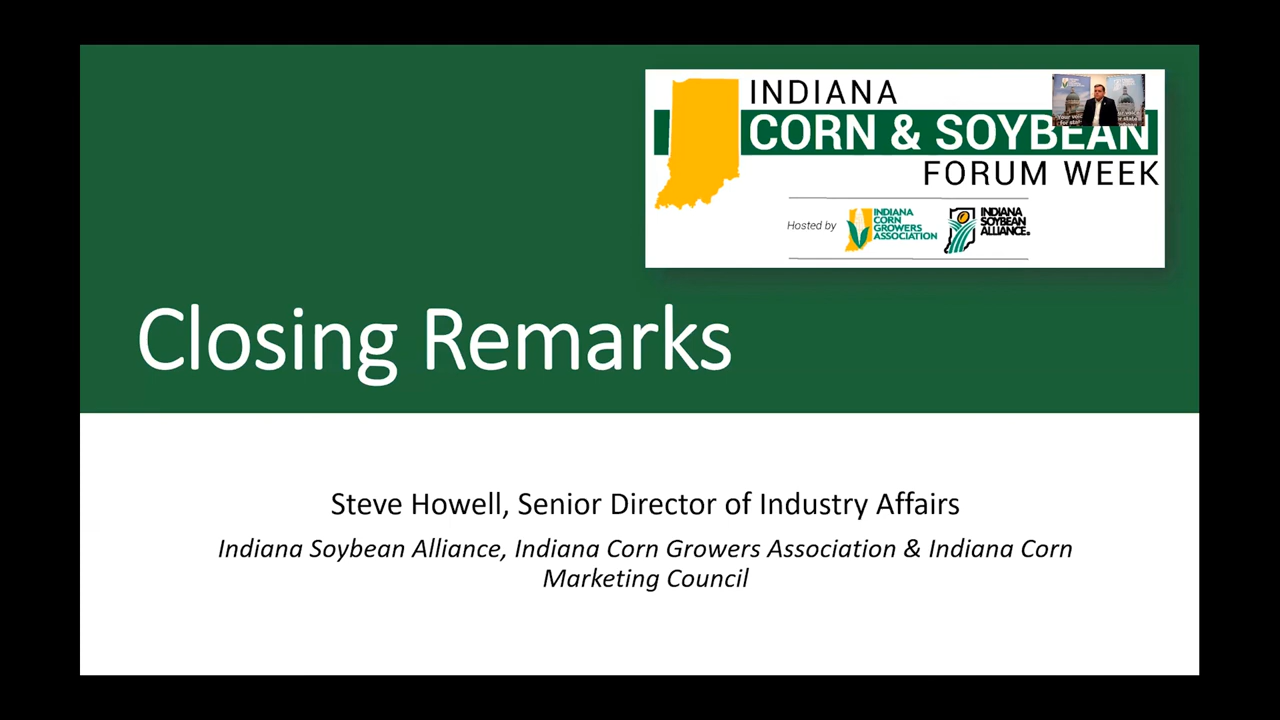 INDIANA
CORN & SOYBEAN
FORUM WEEK
Hosted by
INDIANA
CORN
GROWERS
ASSOCIATION
INDIANA
SOYBEAN
ALLIANCE®
Closing Remarks
Steve Howell, Senior Director of Industry Affairs
Indiana Soybean Alliance, Indiana Corn Growers Association & Indiana Corn
Marketing Council